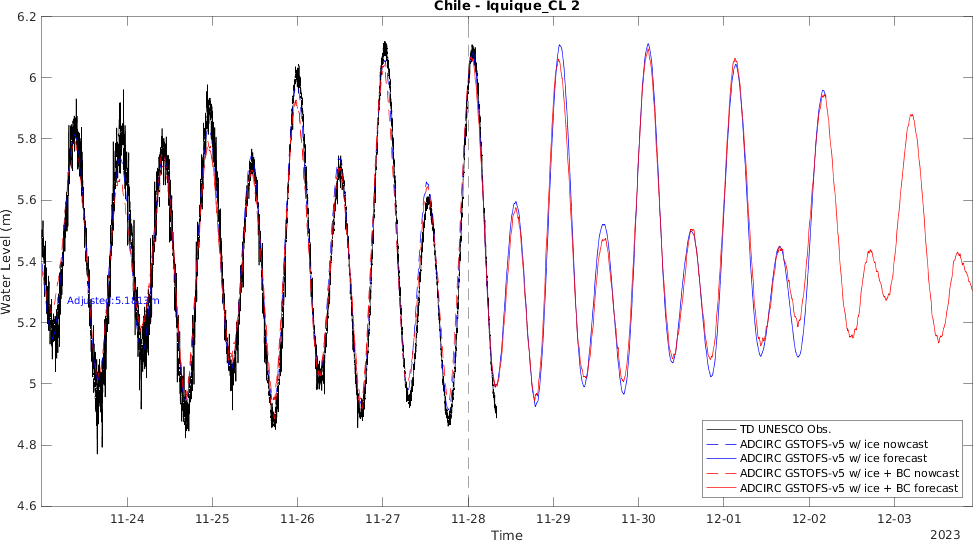 Chile - Iquique_CL 2
6.2
6
5.8
5.6
5.4
5.2
5
4.8
4.6
Water Level (m)
Adjusted:5.1613m
TD UNESCO Obs.
ADCIRC GSTOFS-v5 w/ ice nowcast
ADCIRC GSTOFS-v5 w/ ice forecast
ADCIRC GSTOFS-v5 w/ ice + BC nowcast
ADCIRC GSTOFS-v5 w/ ice + BC forecast
11-24 11-25 11-26 11-27 11-28 11-29 11-30 12-01 12-02 12-03
Time
2023